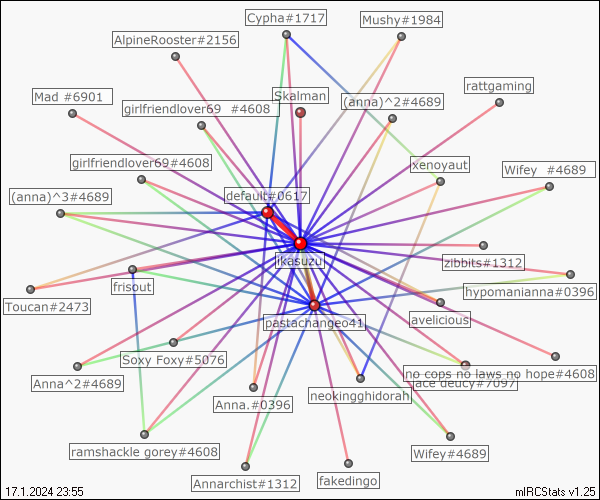 Cypha#1717
Mushy#1984
AlpineRooster#2156
rattgaming
Mad #6901
girlfriendlover69  #4608
Skalman
(anna)^2#4689
girlfriendlover69#4608
xenoyaut
Wifey  #4689
(anna)^3#4689
default#0617
ikasuzu
zibbits#1312
frisout
hypomanianna#0396
Toucan#2473
pastachangeo41
avelicious
Soxy Foxy#5076
no cops no laws no hope#4608
ace deucy#7097
Anna^2#4689
Anna.#0396
neokingghidorah
ramshackle gorey#4608
Wifey#4689
Annarchist#1312
fakedingo
17.1.2024 23:55
mIRCStats v1.25